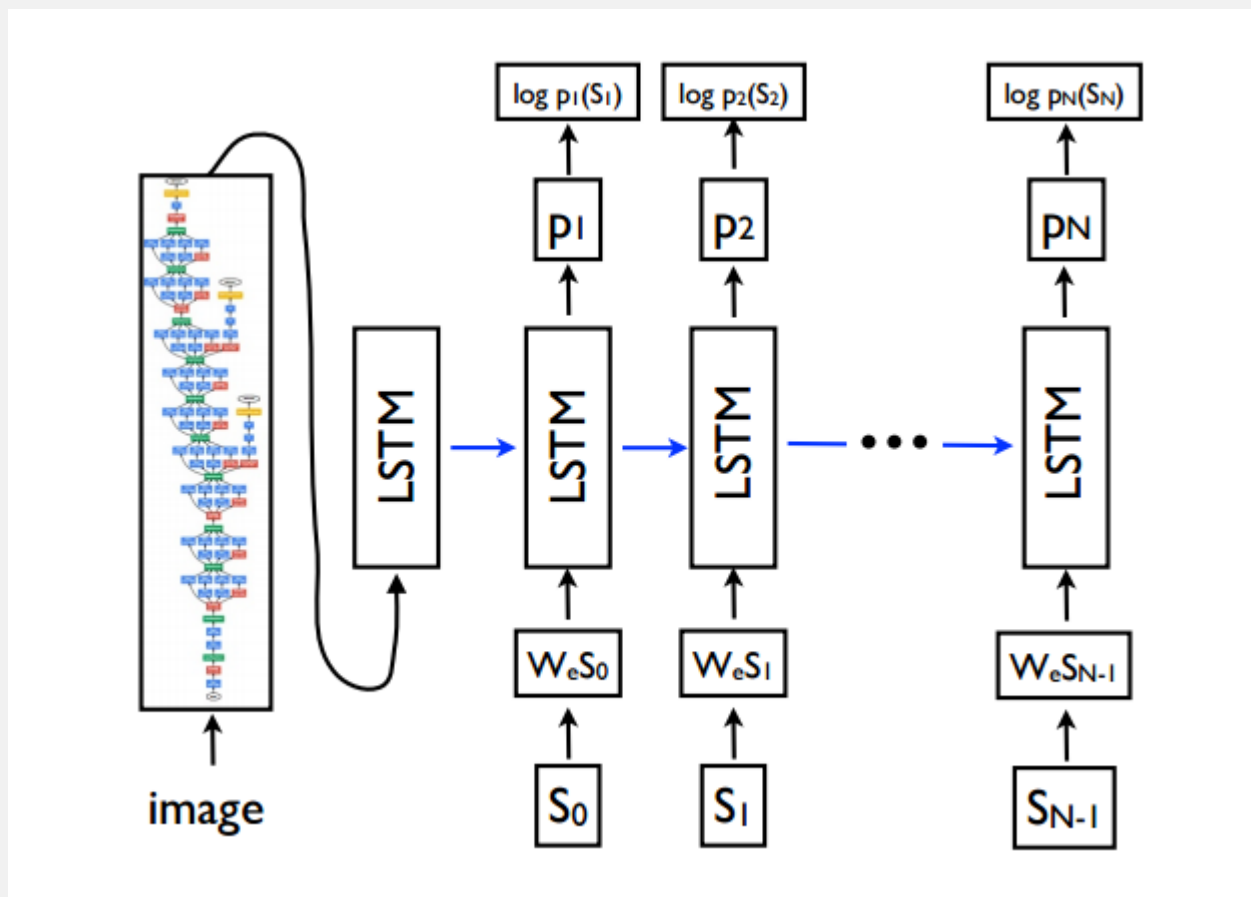 log p1(S1) log p2(S2) log pN(SN)
p1 p2 pN
LSTM LSTM LSTM ••• LSTM
WeS0 WeS1 WeSN-1
image S0 S1 SN-1